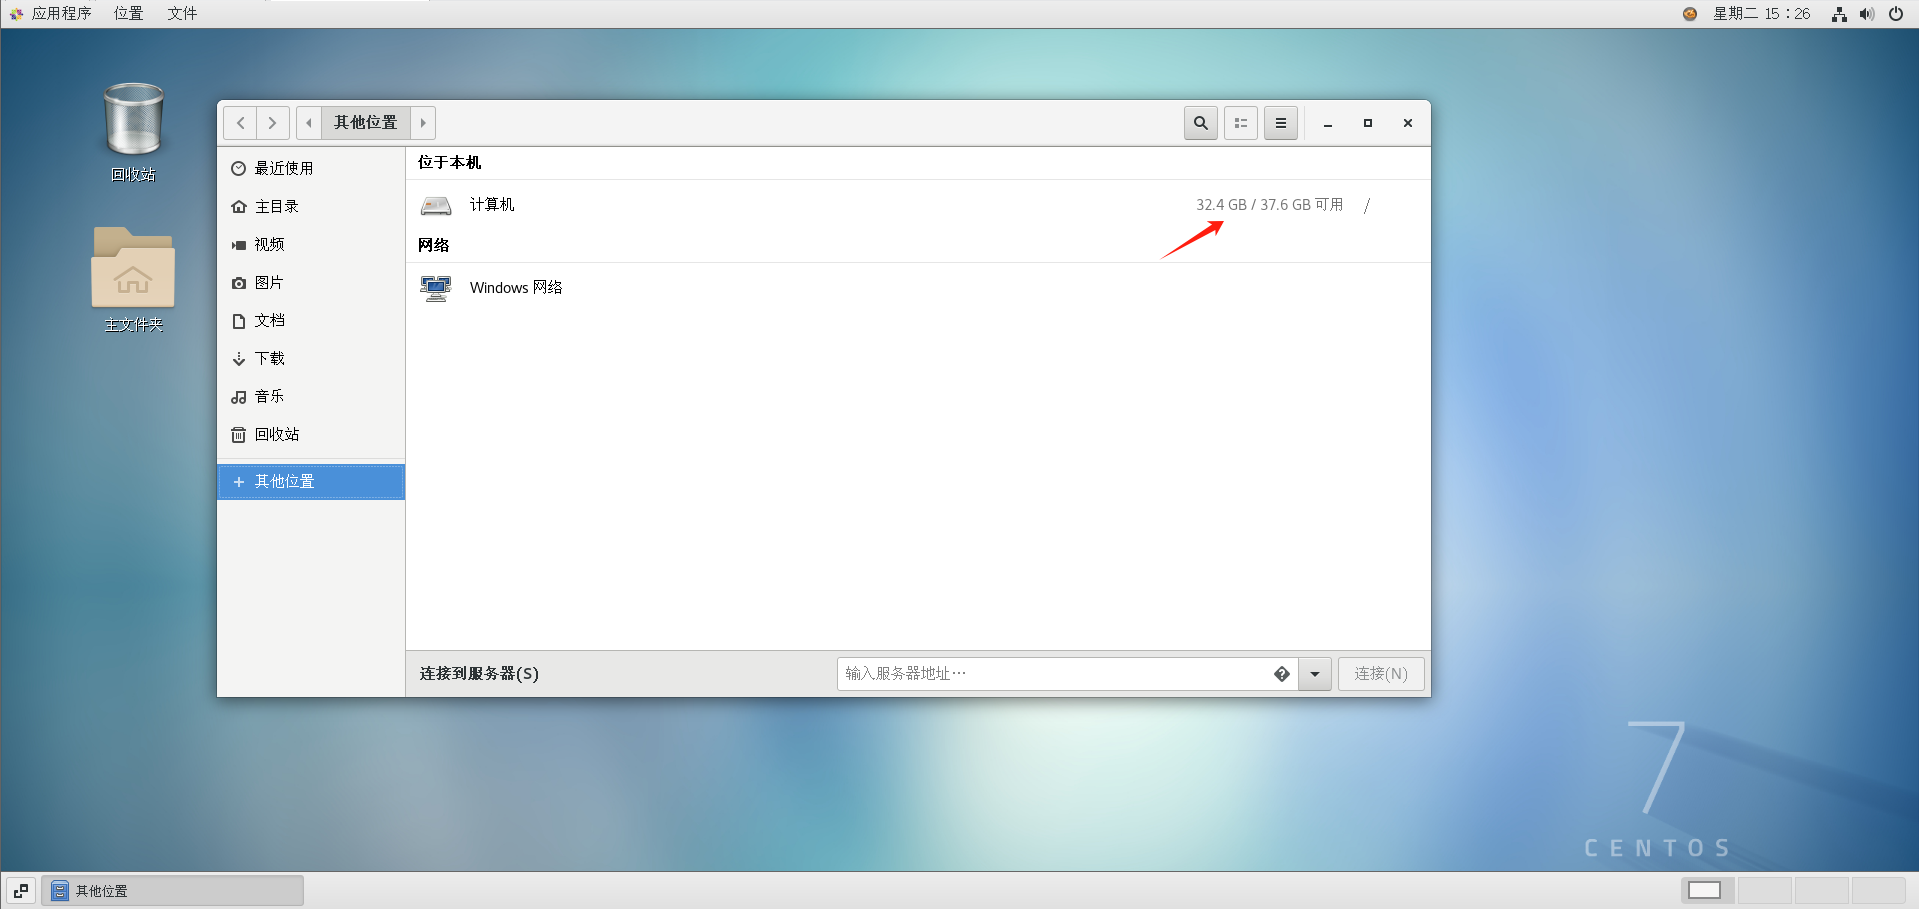 应用程序 位置 文件 星期二 15：26
回收站
主文件夹
其他位置
最近使用
主目录
视频
图片
文档
下载
音乐
回收站
其他位置
位于本机
计算机 32.4 GB / 37.6 GB 可用 /
网络
Windows 网络
连接到服务器(S) 输入服务器地址… 连接(N)
7
CENTOS
其他位置